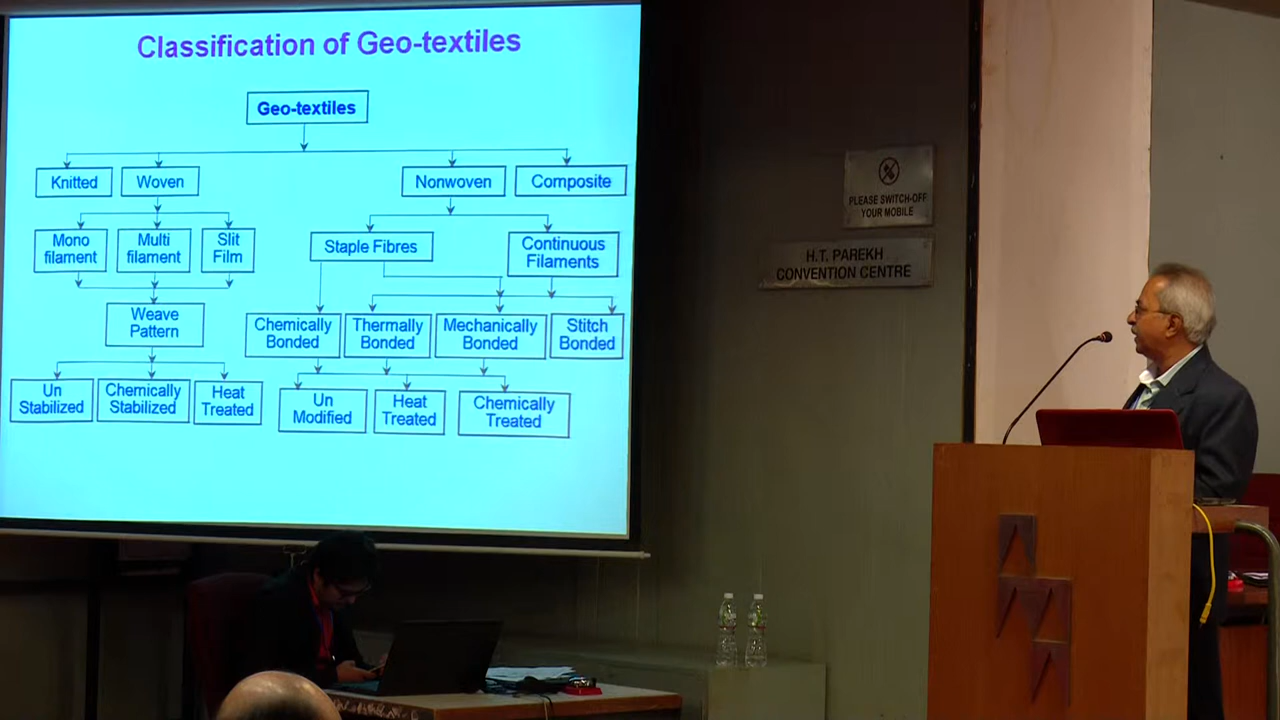 Classification of Geo-textiles
Geo-textiles
Knitted
Woven
Nonwoven
Composite
Mono
filament
Multi
filament
Slit
Film
Staple Fibres
Continuous
Filaments
Weave
Pattern
Chemically
Bonded
Thermally
Bonded
Mechanically
Bonded
Stitch
Bonded
Un
Stabilized
Chemically
Stabilized
Heat
Treated
Un
Modified
Heat
Treated
Chemically
Treated
PLEASE SWITCH-OFF
YOUR MOBILE
H.T. PAREKH
CONVENTION CENTRE